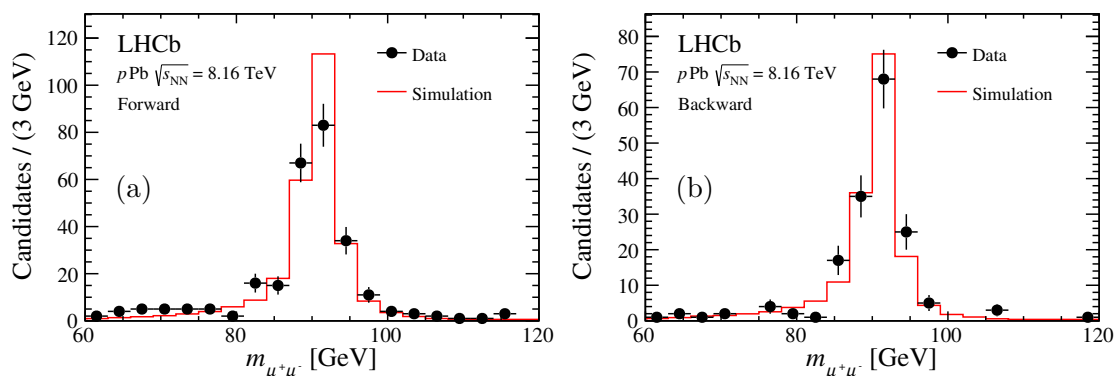 Candidates / (3 GeV)
120
100
80
60
40
20
0
LHCb
pPb √sNN = 8.16 TeV
Forward
(a)
Data
Simulation
60
80
100
120
mμ+μ- [GeV]
Candidates / (3 GeV)
80
70
60
50
40
30
20
10
0
LHCb
pPb √sNN = 8.16 TeV
Backward
(b)
Data
Simulation
60
80
100
120
mμ+μ- [GeV]